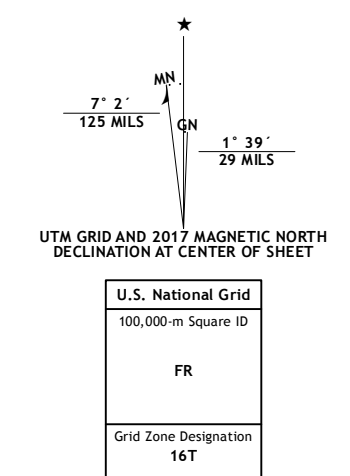 ★
MN
7° 2´
125 MILS
GN
1° 39´
29 MILS
UTM GRID AND 2017 MAGNETIC NORTH
DECLINATION AT CENTER OF SHEET
U.S. National Grid
100,000-m Square ID
FR
Grid Zone Designation
16T